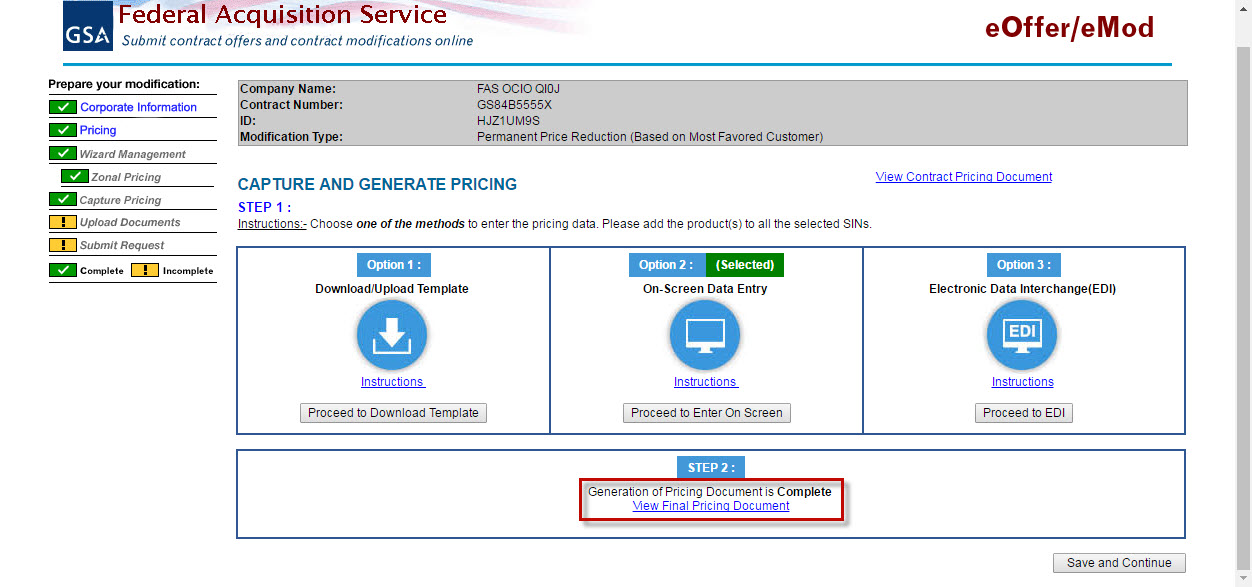 GSA
Federal Acquisition Service
Submit contract offers and contract modifications online
eOffer/eMod
Prepare your modification:
Corporate Information
Pricing
Wizard Management
Zonal Pricing
Capture Pricing
! Upload Documents
! Submit Request
Complete ! Incomplete
Company Name: FAS OCIO QI0J
Contract Number: GS84B5555X
ID: HJZ1UM9S
Modification Type: Permanent Price Reduction (Based on Most Favored Customer)
CAPTURE AND GENERATE PRICING
View Contract Pricing Document
STEP 1 :
Instructions:- Choose one of the methods to enter the pricing data. Please add the product(s) to all the selected SINs.
Option 1 :
Download/Upload Template
Instructions
Proceed to Download Template
Option 2 : (Selected)
On-Screen Data Entry
Instructions
Proceed to Enter On Screen
Option 3 :
Electronic Data Interchange(EDI)
EDI
Instructions
Proceed to EDI
STEP 2 :
Generation of Pricing Document is Complete
View Final Pricing Document
Save and Continue